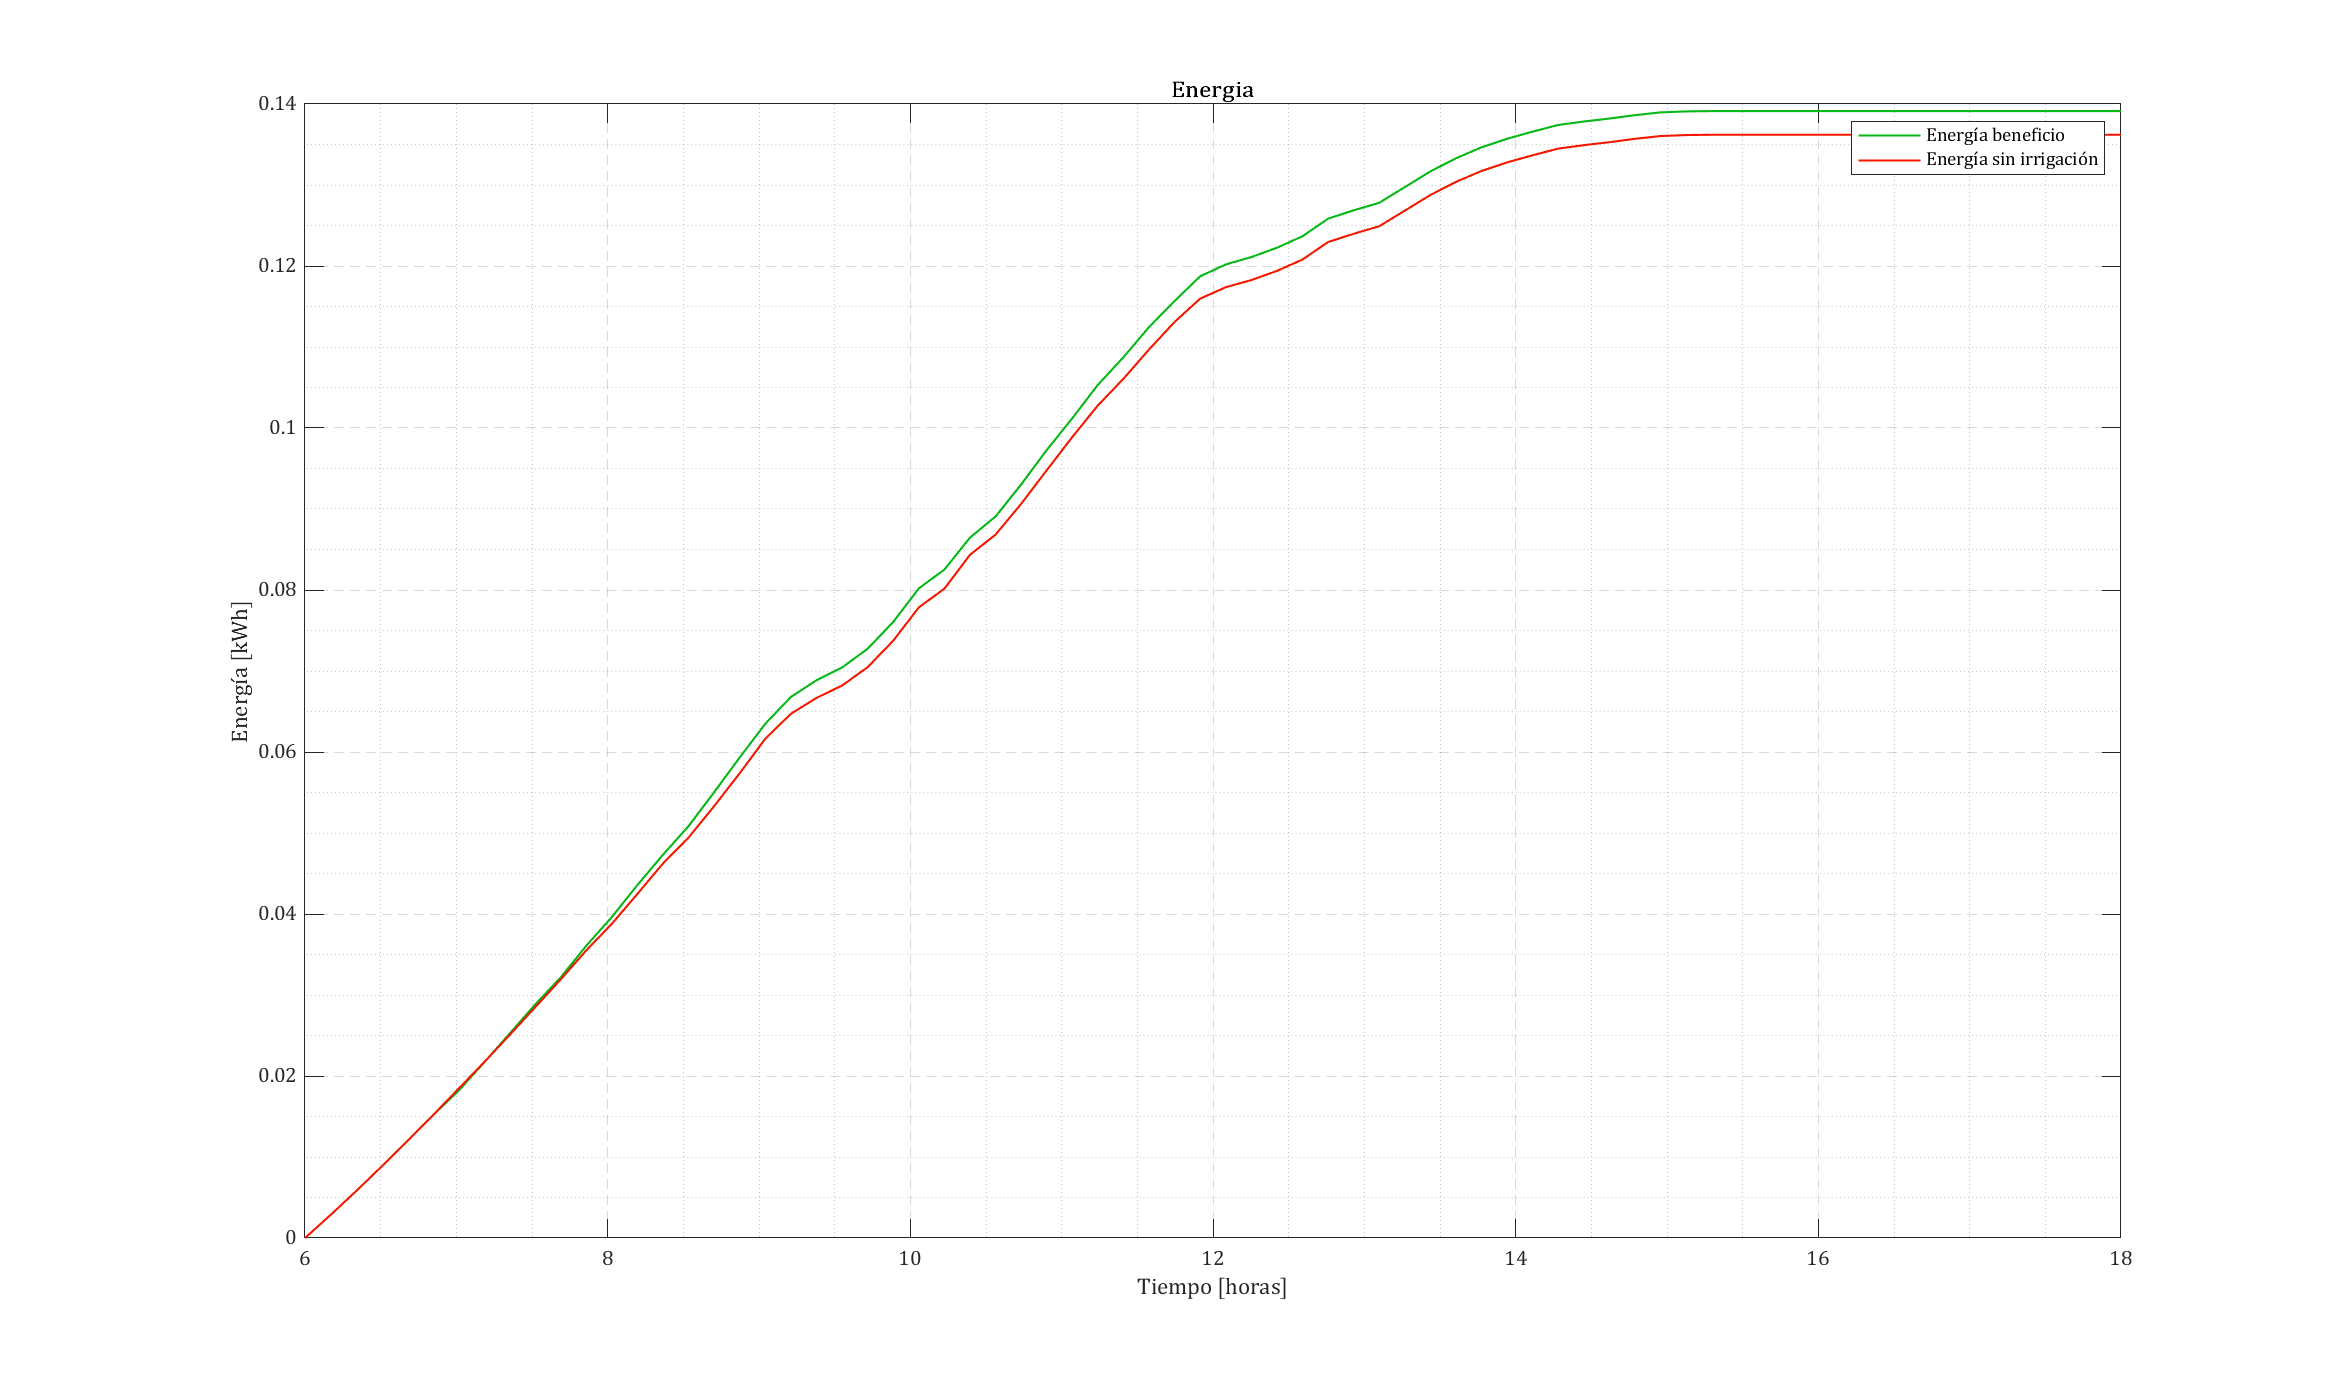 Energia
0.14
0.12
0.1
0.08
0.06
0.04
0.02
0
Energía [kWh]
Energía beneficio
Energía sin irrigación
6 8 10 12 14 16 18
Tiempo [horas]